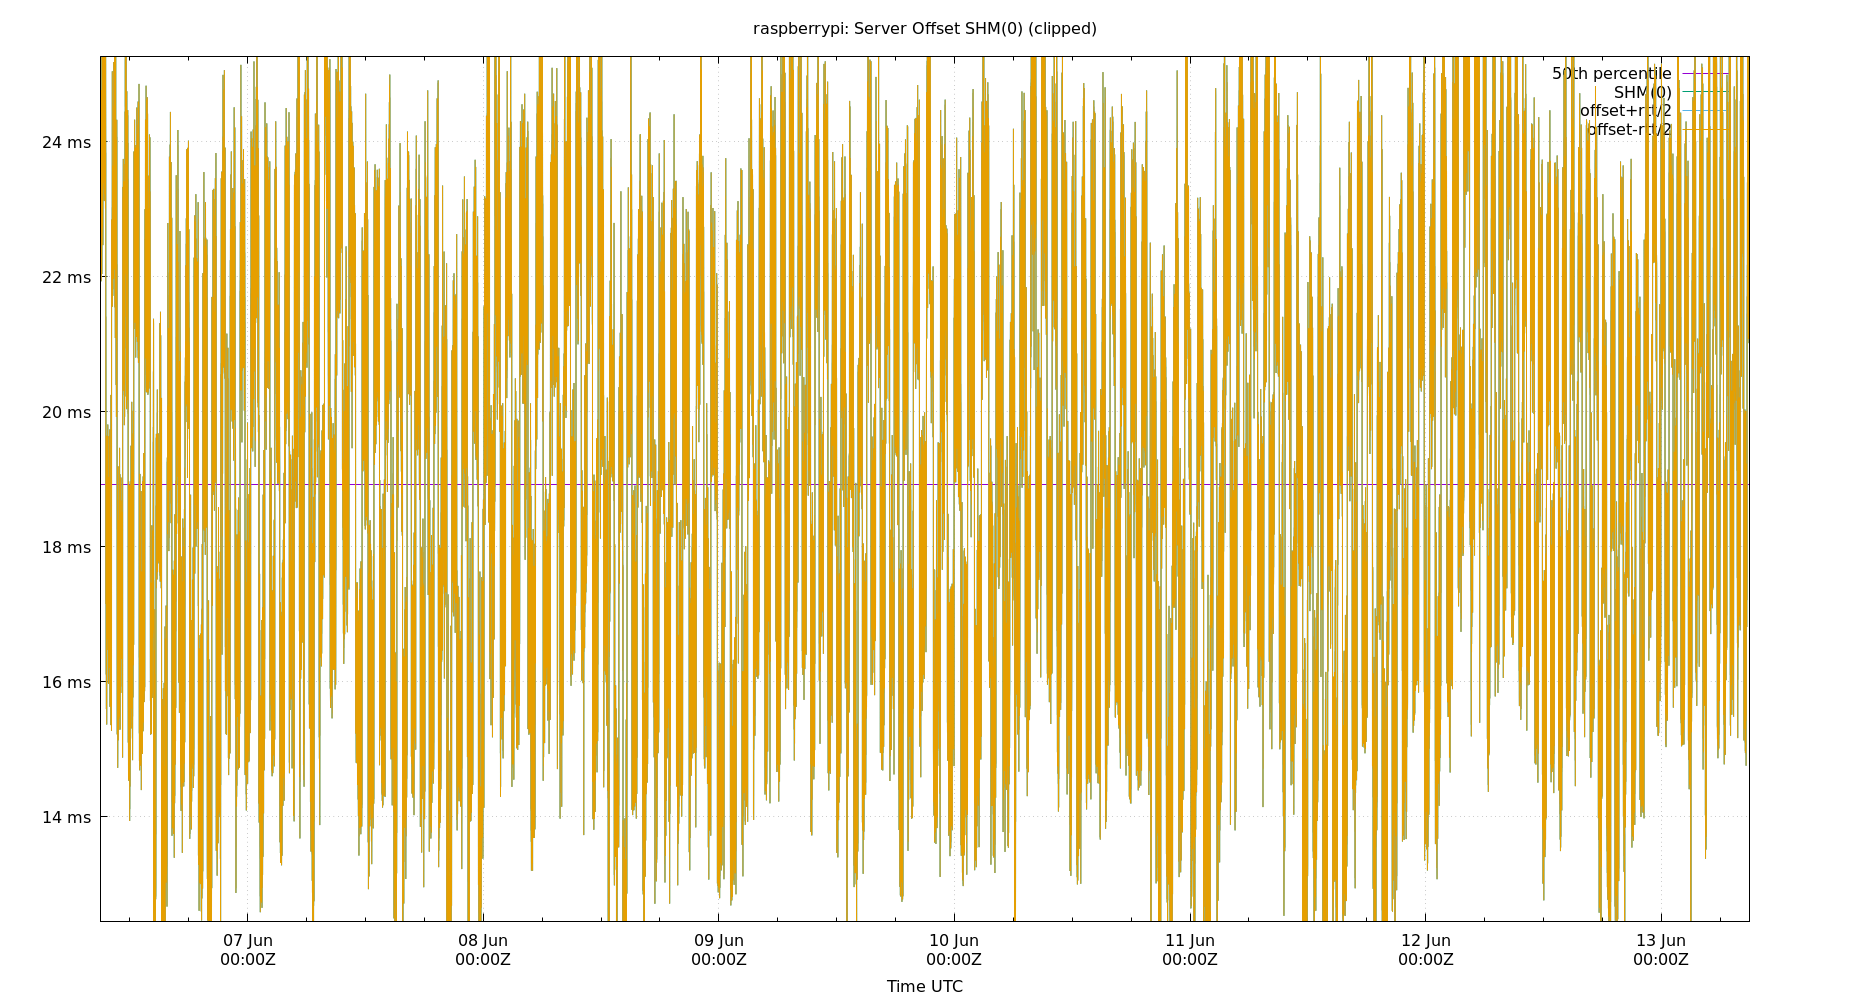 raspberrypi: Server Offset SHM(0) (clipped)
50th percentile
SHM(0)
offset+rtt/2
offset-rtt/2
24 ms
22 ms
20 ms
18 ms
16 ms
14 ms
07 Jun 08 Jun 09 Jun 10 Jun 11 Jun 12 Jun 13 Jun
00:00Z 00:00Z 00:00Z 00:00Z 00:00Z 00:00Z 00:00Z
Time UTC